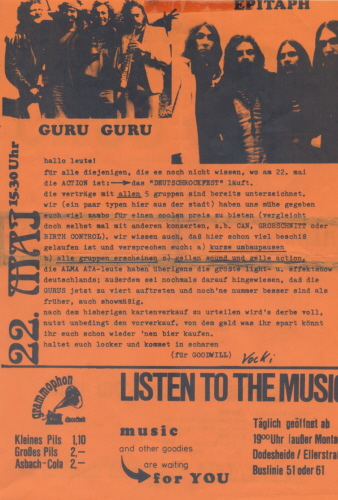 EPITAPH
GURU GURU
22. MAI 15.30 Uhr
hallo leute!
für alle diejenigen, die es noch nicht wissen, wo am 22. mai
die ACTION ist: → das "DEUTSCHROCKFEST" läuft.
die verträge mit allen 5 gruppen sind bereits unterzeichnet,
wir (ein paar typen hier aus der stadt) haben uns mühe gegeben
euch viel mambo für einen coolen preis zu bieten (vergleicht
doch selbst mal mit anderen konzerten, z.b. CAN, GROBSCHNITT oder
BIRTH CONTROL), wir wissen auch, daß hier schon viel beschiß
gelaufen ist und versprechen euch: a) kurze umbaupausen
b) alle gruppen erscheinen c) geilen sound und gelle action,
die ALMA ATA-leute haben übrigens die größte light- u. effektshow
deutschlands; außerdem sei nochmals darauf hingewiesen, daß die
GURUS jetzt zu viert auftreten und noch'ne nummer besser sind als
früher, auch showmäßig.
nach dem bisherigen kartenverkauf zu urteilen wird's derbe voll,
nutzt unbedingt den vorverkauf, von dem geld was ihr spart könnt
ihr euch schon wieder 'nen bier kaufen.
haltet euch locker und kommet in scharen
(für GOODWILL) Vocki
grammophon
discothek
Kleines Pils 1,10
Großes Pils 2,—
Asbach-Cola 2,—
LISTEN TO THE MUSIC
music
and other goodies
are waiting
for YOU
Täglich geöffnet ab
19⁰⁰ Uhr (außer Monta
Dodesheide / Ellerstraß
Buslinie 51 oder 61